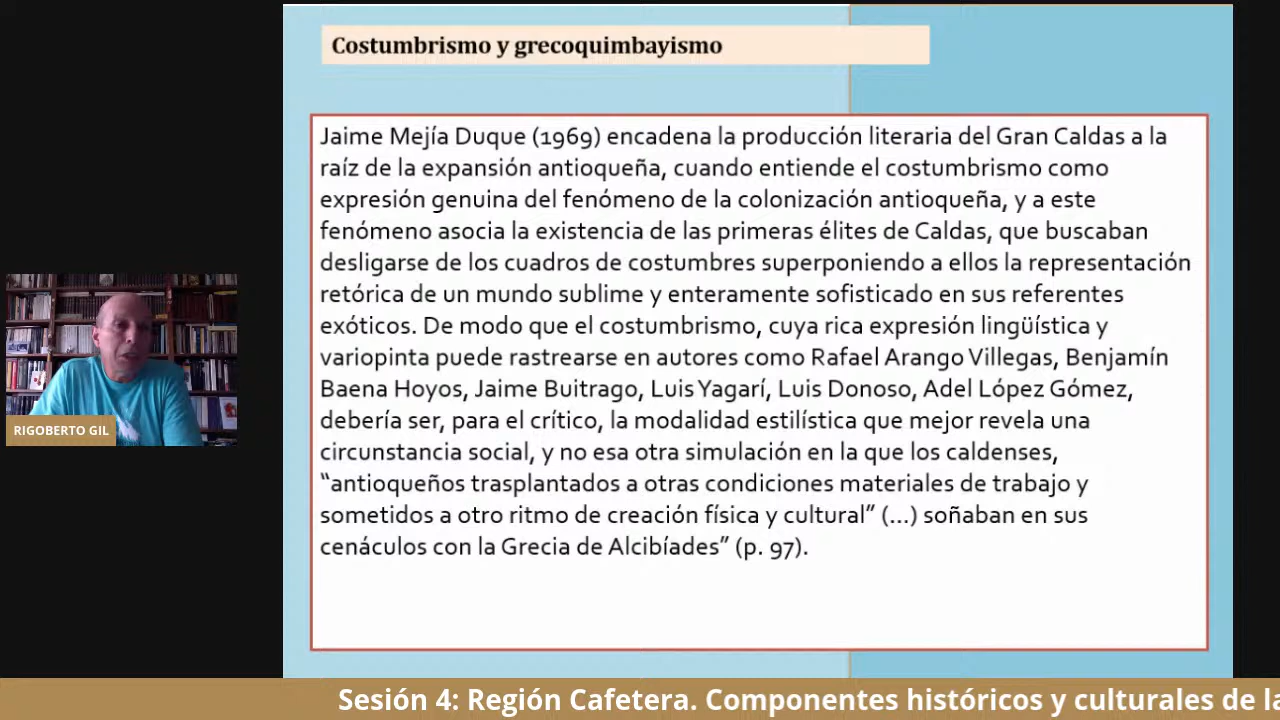 Costumbrismo y grecoquimbayismo
Jaime Mejía Duque (1969) encadena la producción literaria del Gran Caldas a la
raíz de la expansión antioqueña, cuando entiende el costumbrismo como
expresión genuina del fenómeno de la colonización antioqueña, y a este
fenómeno asocia la existencia de las primeras élites de Caldas, que buscaban
desligarse de los cuadros de costumbres superponiendo a ellos la representación
retórica de un mundo sublime y enteramente sofisticado en sus referentes
exóticos. De modo que el costumbrismo, cuya rica expresión lingüística y
variopinta puede rastrearse en autores como Rafael Arango Villegas, Benjamín
Baena Hoyos, Jaime Buitrago, Luis Yagarí, Luis Donoso, Adel López Gómez,
debería ser, para el crítico, la modalidad estilística que mejor revela una
circunstancia social, y no esa otra simulación en la que los caldenses,
“antioqueños trasplantados a otras condiciones materiales de trabajo y
sometidos a otro ritmo de creación física y cultural” (...) soñaban en sus
cenáculos con la Grecia de Alcibíades” (p. 97).
RIGOBERTO GIL
Sesión 4: Región Cafetera. Componentes históricos y culturales de la